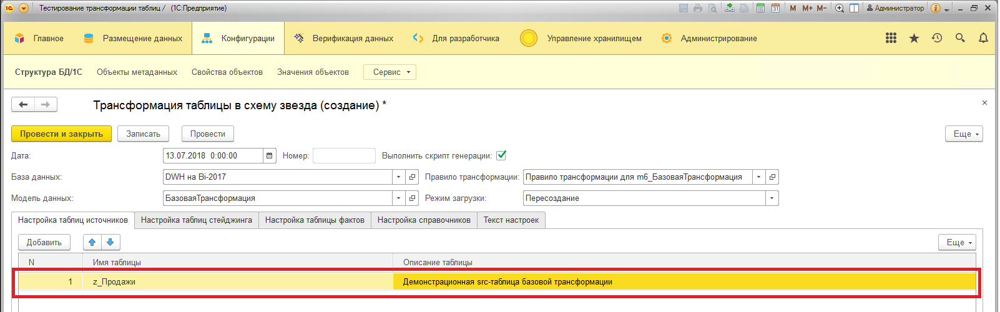 Тестирование трансформации таблиц / (1С:Предприятие) M M+ M- Администратор
Главное Размещение данных Конфигурации Верификация данных Для разработчика Управление хранилищем Администрирование
Структура БД/1С Объекты метаданных Свойства объектов Значения объектов Сервис
Трансформация таблицы в схему звезда (создание) *
Провести и закрыть Записать Провести Еще
Дата: 13.07.2018 0:00:00 Номер: Выполнить скрипт генерации:
База данных: DWH на Bi-2017 Правило трансформации: Правило трансформации для m6_БазоваяТрансформация
Модель данных: БазоваяТрансформация Режим загрузки: Пересоздание
Настройка таблиц источников Настройка таблиц стейджинга Настройка таблицы фактов Настройка справочников Текст настроек
Добавить Еще
N Имя таблицы Описание таблицы
1 z_Продажи Демонстрационная src-таблица базовой трансформации